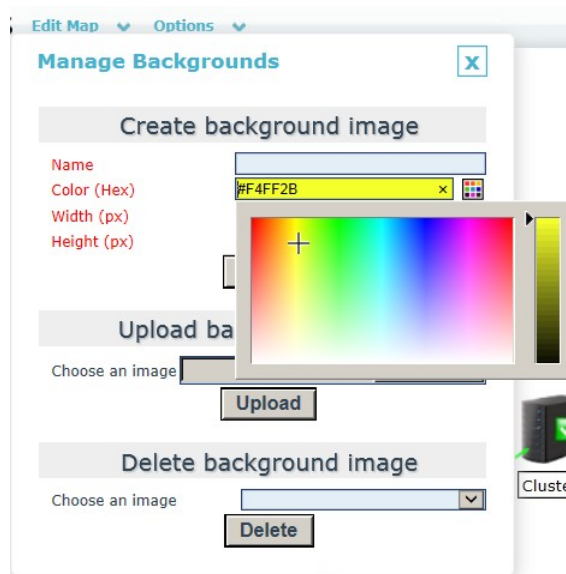 Edit Map Options
Manage Backgrounds
x
Create background image
Name
Color (Hex) #F4FF2B ×
Width (px)
Height (px)
Upload ba
Choose an image
Upload
Delete background image
Choose an image
Delete
Cluste